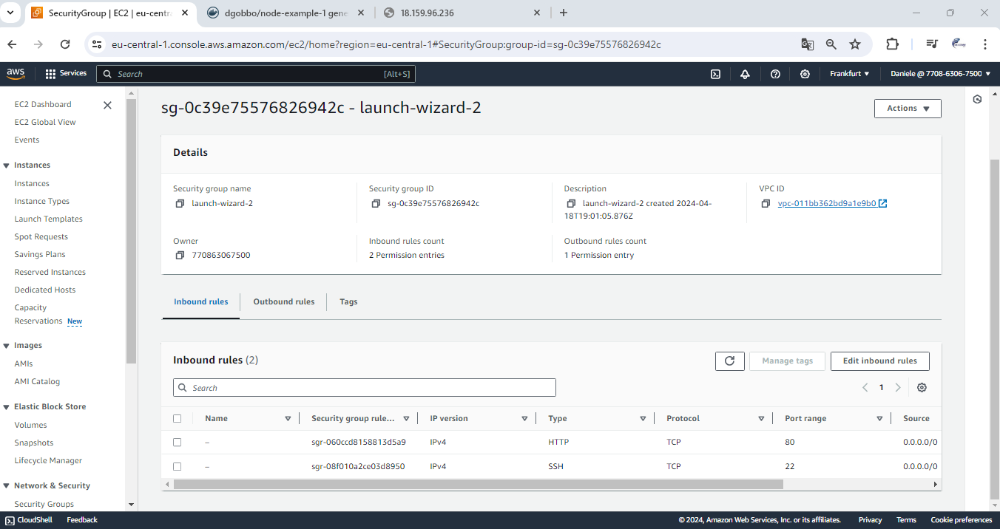 SecurityGroup | EC2 | eu-centra
dgobbo/node-example-1 gene
18.159.96.236
eu-central-1.console.aws.amazon.com/ec2/home?region=eu-central-1#SecurityGroup:group-id=sg-0c39e75576826942c
aws
Services
Search
[Alt+S]
Frankfurt
Daniele @ 7708-6306-7500
EC2 Dashboard
EC2 Global View
Events
Instances
Instances
Instance Types
Launch Templates
Spot Requests
Savings Plans
Reserved Instances
Dedicated Hosts
Capacity
Reservations New
Images
AMIs
AMI Catalog
Elastic Block Store
Volumes
Snapshots
Lifecycle Manager
Network & Security
Security Groups
sg-0c39e75576826942c - launch-wizard-2
Actions
Details
Security group name
launch-wizard-2
Security group ID
sg-0c39e75576826942c
Description
launch-wizard-2 created 2024-04-
18T19:01:05.876Z
VPC ID
vpc-011bb362bd9a1e9b0
Owner
770863067500
Inbound rules count
2 Permission entries
Outbound rules count
1 Permission entry
Inbound rules
Outbound rules
Tags
Inbound rules (2)
Manage tags
Edit inbound rules
Search
1
Name Security group rule... IP version Type Protocol Port range Source
– sgr-060ccd8158813d5a9 IPv4 HTTP TCP 80 0.0.0.0/0
– sgr-08f010a2ce03d8950 IPv4 SSH TCP 22 0.0.0.0/0
CloudShell
Feedback
© 2024, Amazon Web Services, Inc. or its affiliates.
Privacy
Terms
Cookie preferences